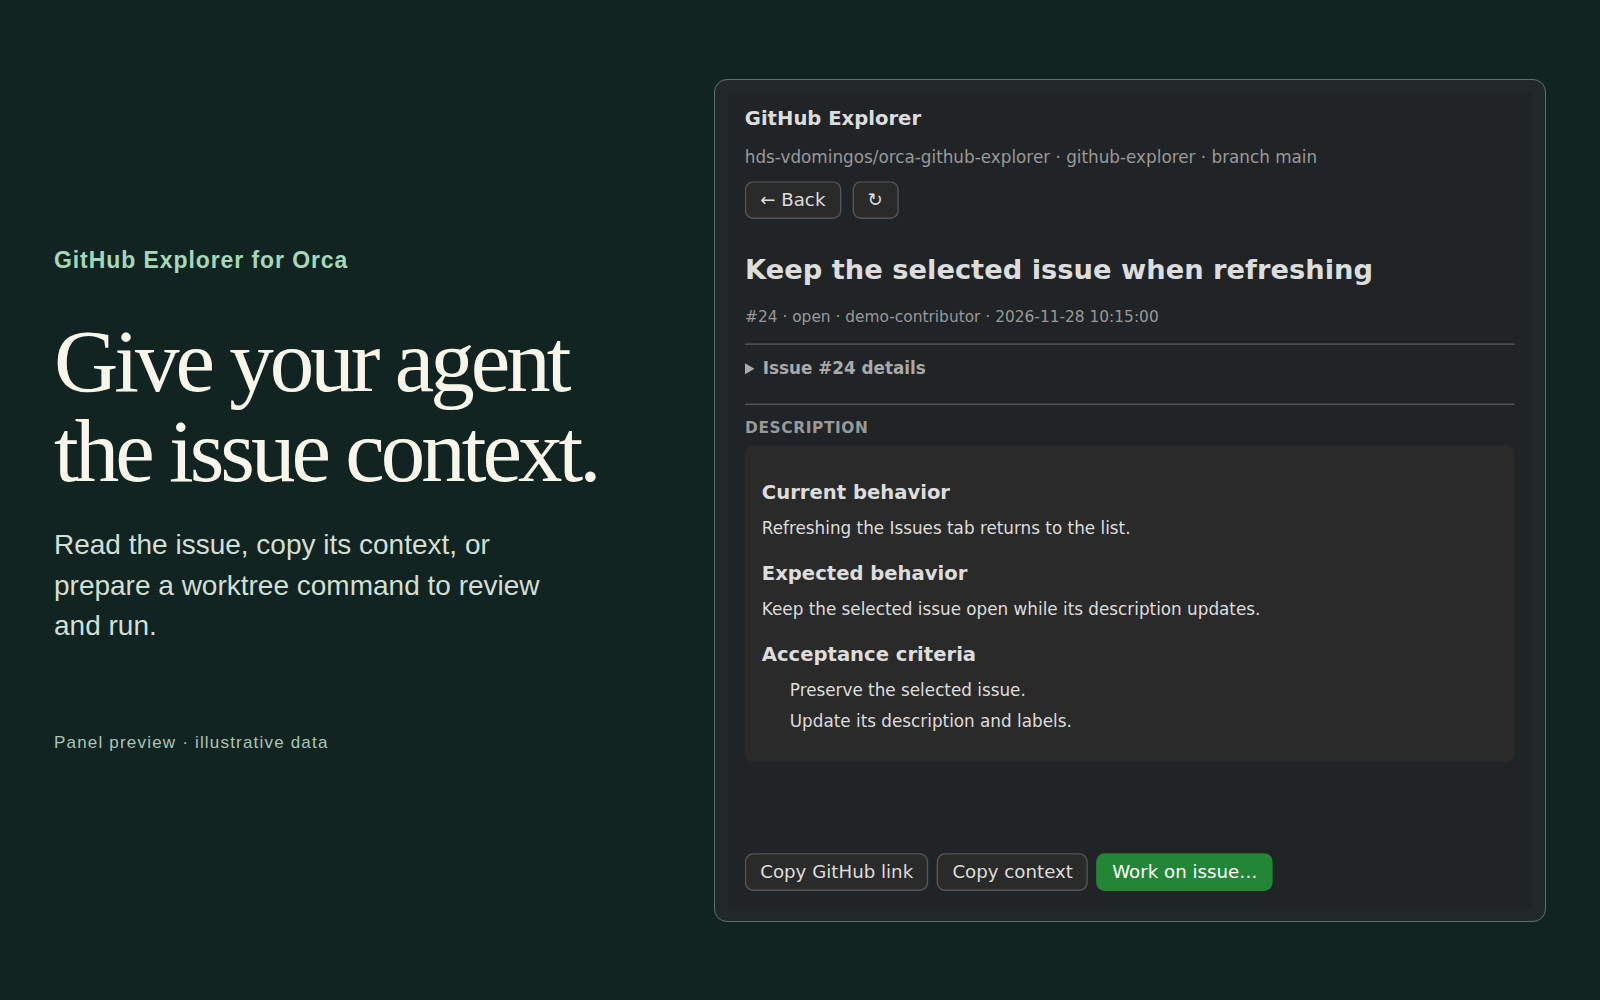 GitHub Explorer for Orca
Give your agent
the issue context.
Read the issue, copy its context, or
prepare a worktree command to review
and run.
Panel preview · illustrative data
GitHub Explorer
hds-vdomingos/orca-github-explorer · github-explorer · branch main
← Back ↻
Keep the selected issue when refreshing
#24 · open · demo-contributor · 2026-11-28 10:15:00
▶ Issue #24 details
DESCRIPTION
Current behavior
Refreshing the Issues tab returns to the list.
Expected behavior
Keep the selected issue open while its description updates.
Acceptance criteria
Preserve the selected issue.
Update its description and labels.
Copy GitHub link Copy context Work on issue...